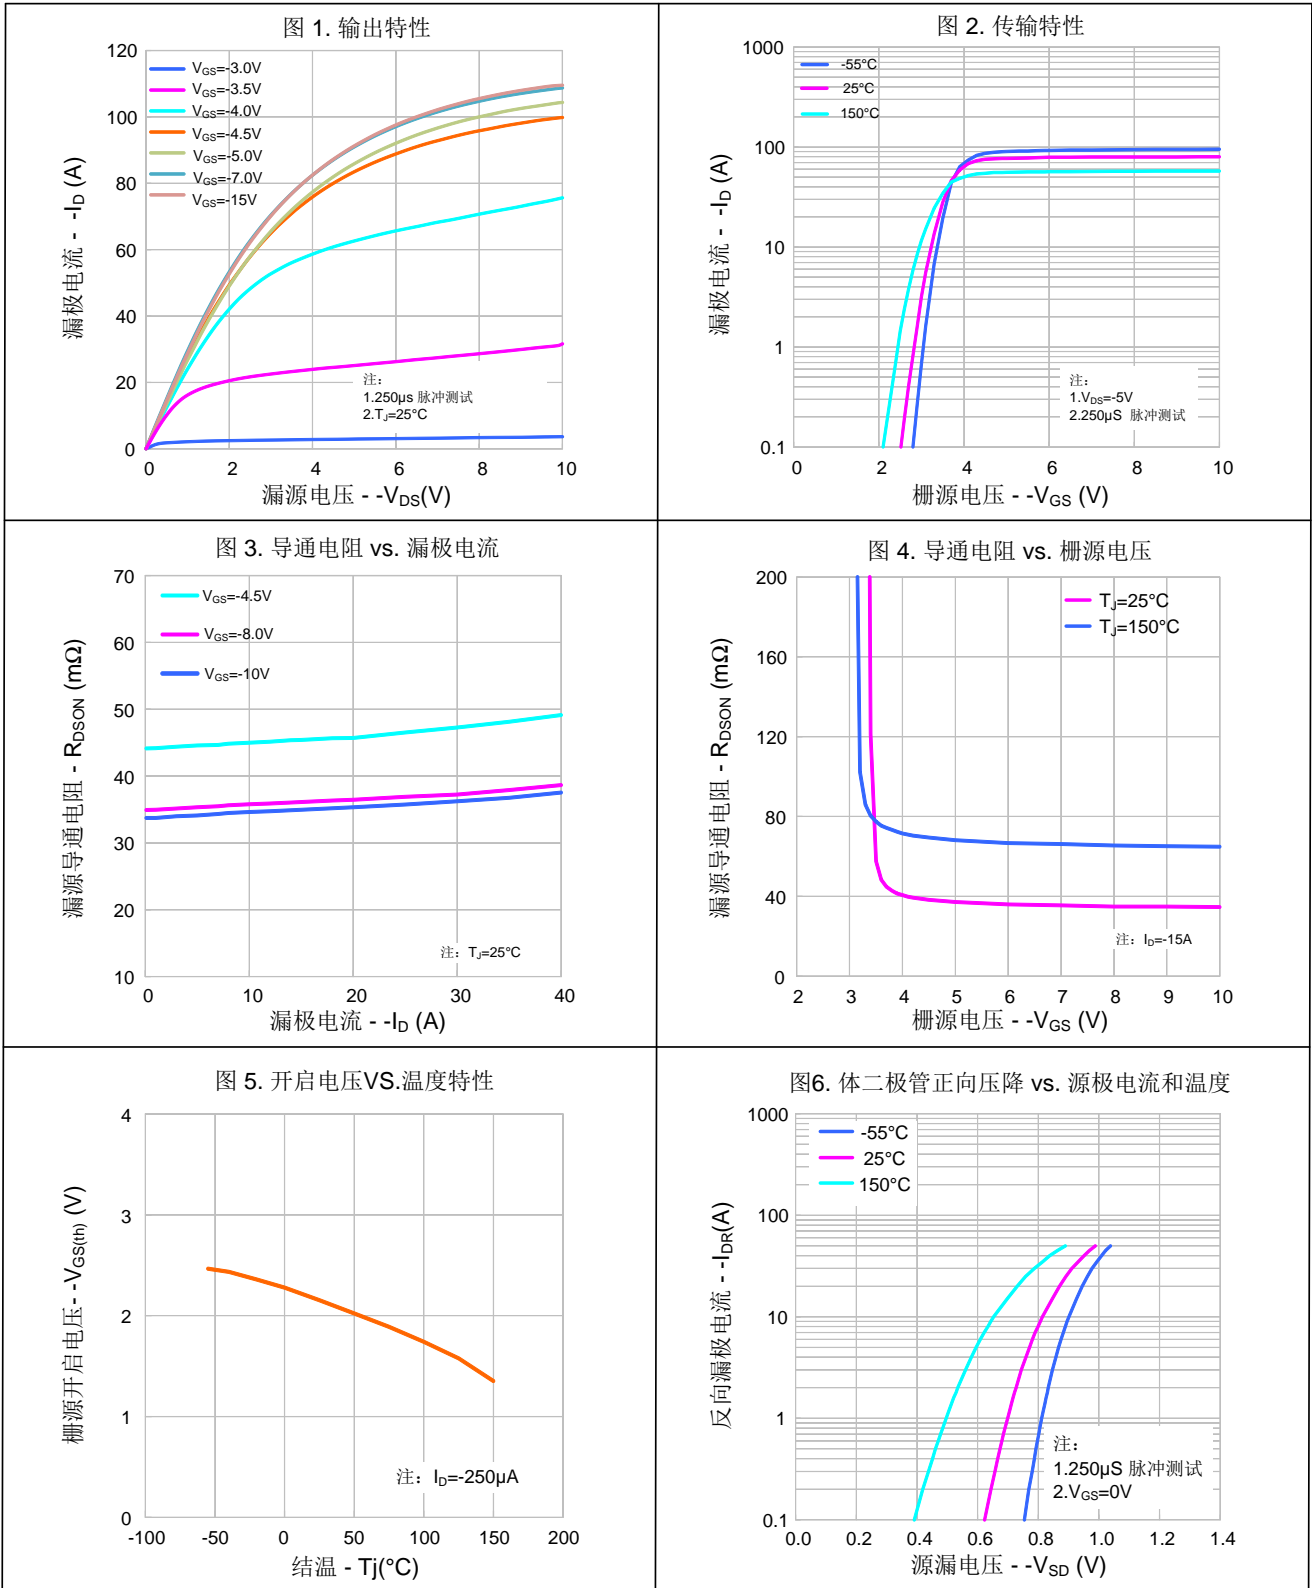 图 1. 输出特性
120
100
80
60
40
20
0
VGS=-3.0V
VGS=-3.5V
VGS=-4.0V
VGS=-4.5V
VGS=-5.0V
VGS=-7.0V
VGS=-15V
注:
1.250μs 脉冲测试
2.TJ=25°C
0 2 4 6 8 10
漏源电压 - -VDS(V)
漏极电流 - -ID (A)
图 2. 传输特性
1000
100
10
1
0.1
-55°C
25°C
150°C
注:
1.VDS=-5V
2.250μS 脉冲测试
0 2 4 6 8 10
栅源电压 - -VGS (V)
漏极电流 - -ID (A)
图 3. 导通电阻 vs. 漏极电流
70
60
50
40
30
20
10
VGS=-4.5V
VGS=-8.0V
VGS=-10V
注: TJ=25°C
0 10 20 30 40
漏极电流 - -ID (A)
漏源导通电阻 - RDSON (mΩ)
图 4. 导通电阻 vs. 栅源电压
200
160
120
80
40
0
TJ=25°C
TJ=150°C
注: ID=-15A
2 3 4 5 6 7 8 9 10
栅源电压 - -VGS (V)
漏源导通电阻 - RDSON (mΩ)
图 5. 开启电压VS.温度特性
4
3
2
1
0
注: ID=-250μA
-100 -50 0 50 100 150 200
结温 - Tj(°C)
栅源开启电压- -VGS(th) (V)
图6. 体二极管正向压降 vs. 源极电流和温度
1000
100
10
1
0.1
-55°C
25°C
150°C
注:
1.250μS 脉冲测试
2.VGS=0V
0.0 0.2 0.4 0.6 0.8 1.0 1.2 1.4
源漏电压 - -VSD (V)
反向漏极电流 - -IDR(A)